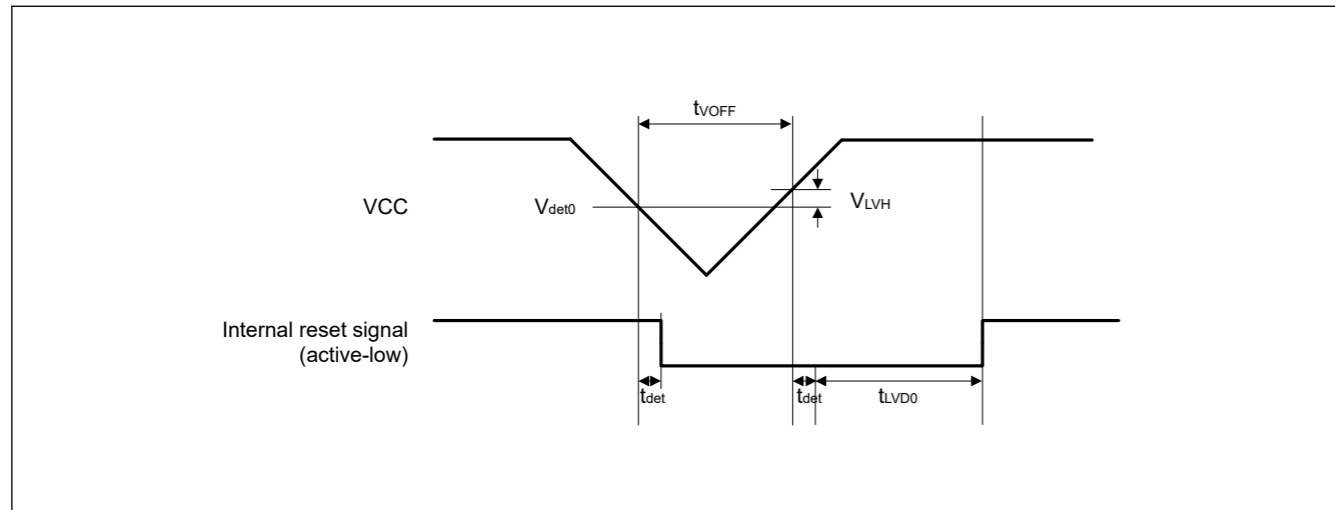 tVOFF
VCC
Vdet0
VLVH
Internal reset signal
(active-low)
tdet
tdet
tLVD0